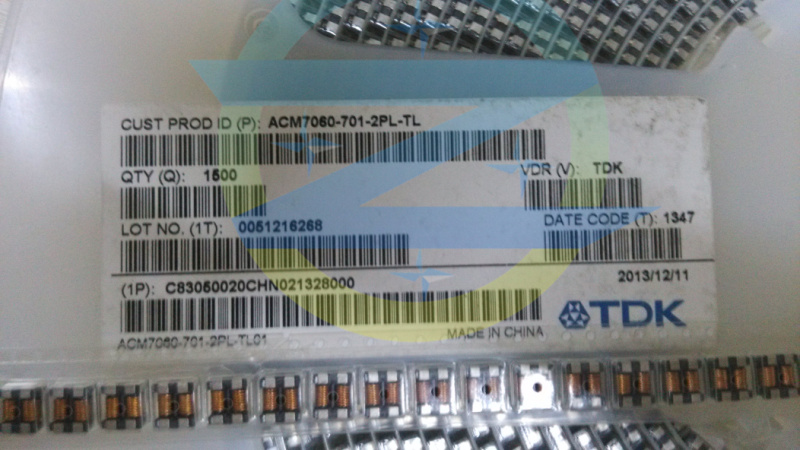 CUST PROD ID (P): ACM7060-701-2PL-TL
QTY (Q): 1500
VDR (V): TDK
LOT NO. (1T): 0051216268
DATE CODE (T): 1347
(1P): C83050020CHN021328000
2013/12/11
TDK
ACM7060-701-2PL-TL01
MADE IN CHINA